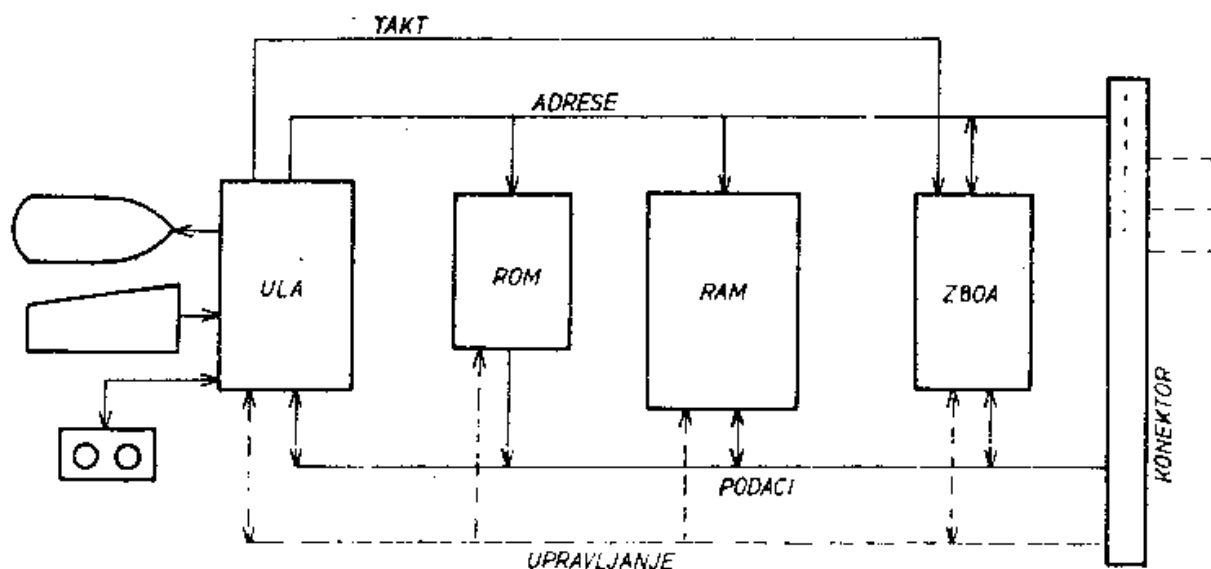 TAKT
ADRESE
ULA
ROM
RAM
Z80A
KONEKTOR
PODACI
UPRAVLJANJE